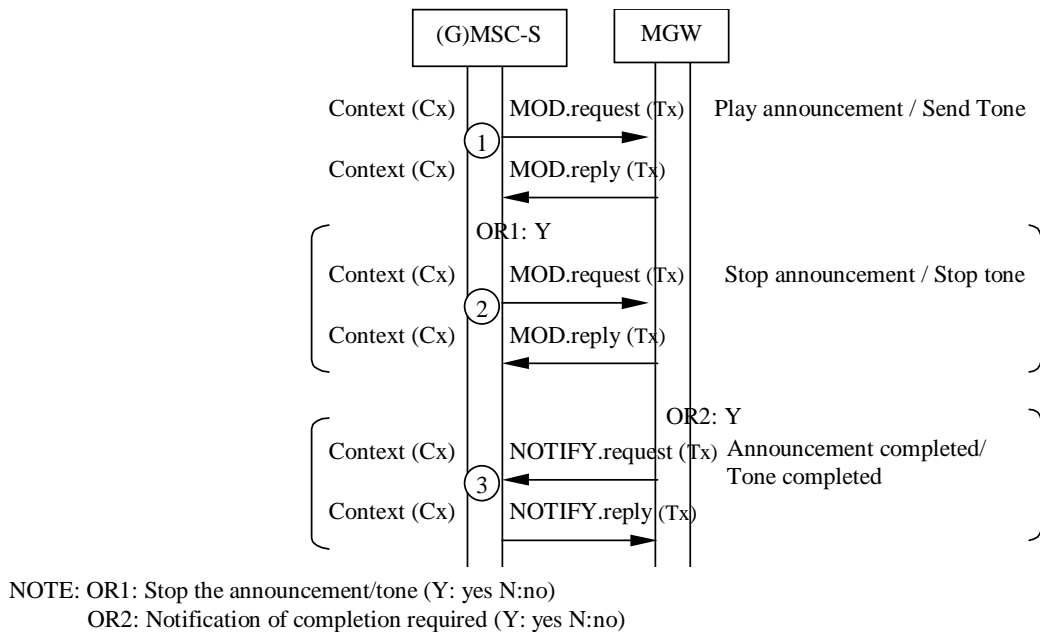 (G)MSC-S MGW
Context (Cx) MOD.request (Tx) Play announcement / Send Tone
1
Context (Cx) MOD.reply (Tx)
OR1: Y
Context (Cx) MOD.request (Tx) Stop announcement / Stop tone
2
Context (Cx) MOD.reply (Tx)
OR2: Y
Context (Cx) NOTIFY.request (Tx) Announcement completed/
Tone completed
3
Context (Cx) NOTIFY.reply (Tx)
NOTE: OR1: Stop the announcement/tone (Y: yes N:no)
OR2: Notification of completion required (Y: yes N:no)